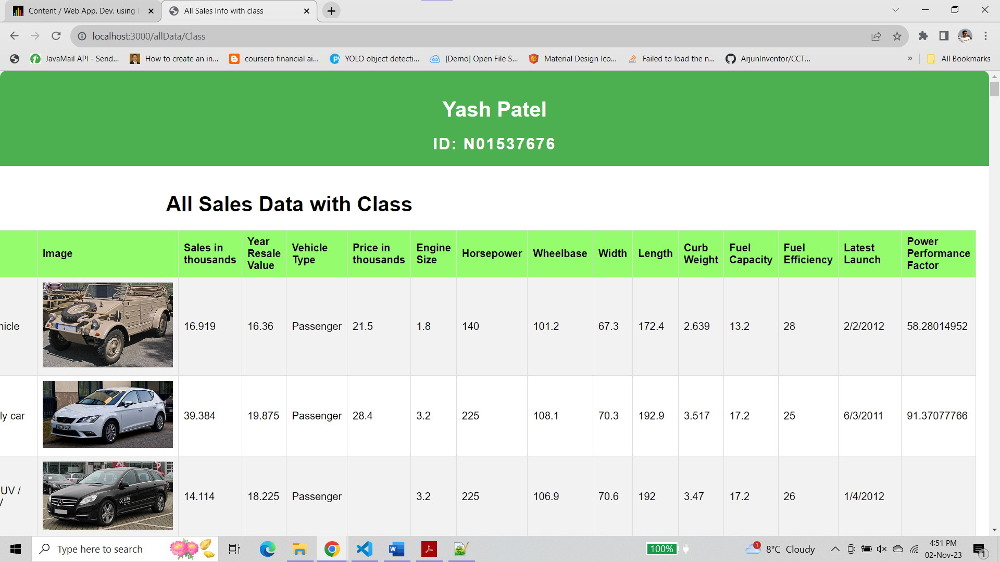 Content / Web App. Dev. using F
All Sales Info with class
localhost:3000/allData/Class
JavaMail API - Send...
How to create an in...
coursera financial ai...
YOLO object detecti...
[Demo] Open File S...
Material Design Ico...
Failed to load the n...
ArjunInventor/CCT...
»
All Bookmarks
Yash Patel
ID: N01537676
All Sales Data with Class
Image
Sales in
thousands
Year
Resale
Value
Vehicle
Type
Price in
thousands
Engine
Size
Horsepower
Wheelbase
Width
Length
Curb
Weight
Fuel
Capacity
Fuel
Efficiency
Latest
Launch
Power
Performance
Factor
nicle 16.919 16.36 Passenger 21.5 1.8 140 101.2 67.3 172.4 2.639 13.2 28 2/2/2012 58.28014952
ly car 39.384 19.875 Passenger 28.4 3.2 225 108.1 70.3 192.9 3.517 17.2 25 6/3/2011 91.37077766
UV / 14.114 18.225 Passenger 3.2 225 106.9 70.6 192 3.47 17.2 26 1/4/2012
Type here to search
100%
1
8°C Cloudy
4:51 PM
02-Nov-23
1